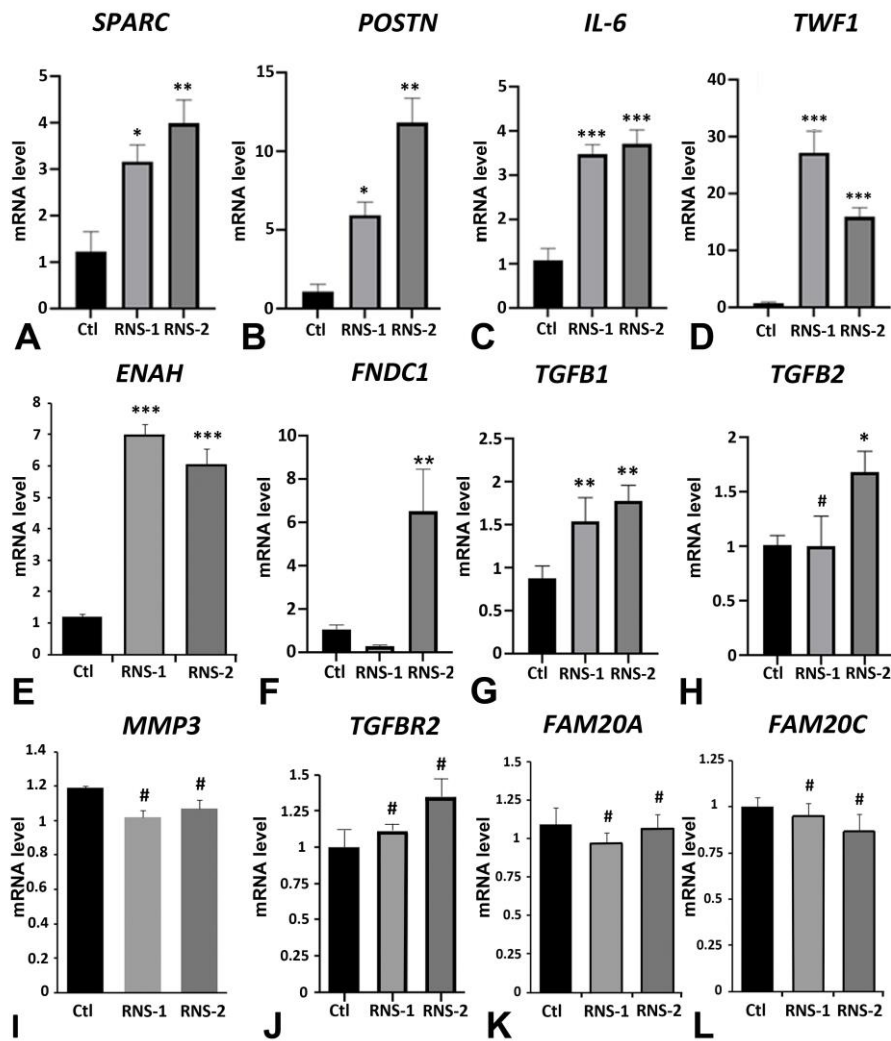 SPARC POSTN IL-6 TWF1
mRNA level
5
4
3
2
1
0
* **
Ctl RNS-1 RNS-2
A
mRNA level
15
10
5
0
* **
Ctl RNS-1 RNS-2
B
mRNA level
5
4
3
2
1
0
*** ***
Ctl RNS-1 RNS-2
C
mRNA level
40
30
20
10
0
*** ***
Ctl RNS-1 RNS-2
D
ENAH FNDC1 TGFB1 TGFB2
mRNA level
8
7
6
5
4
3
2
1
0
*** ***
Ctl RNS-1 RNS-2
E
mRNA level
10
8
6
4
2
0
**
Ctl RNS-1 RNS-2
F
mRNA level
2.5
2
1.5
1
0.5
0
** **
Ctl RNS-1 RNS-2
G
mRNA level
2
1.5
1
0.5
0
# *
Ctl RNS-1 RNS-2
H
MMP3 TGFBR2 FAM20A FAM20C
mRNA level
1.4
1.2
1
0.8
0.6
0.4
0.2
0
# #
Ctl RNS-1 RNS-2
I
mRNA level
1.5
1.25
1
0.75
0.5
0.25
0
# #
Ctl RNS-1 RNS-2
J
mRNA level
1.5
1.25
1
0.75
0.5
0.25
0
# #
Ctl RNS-1 RNS-2
K
mRNA level
1.25
1
0.75
0.5
0.25
0
# #
Ctl RNS-1 RNS-2
L